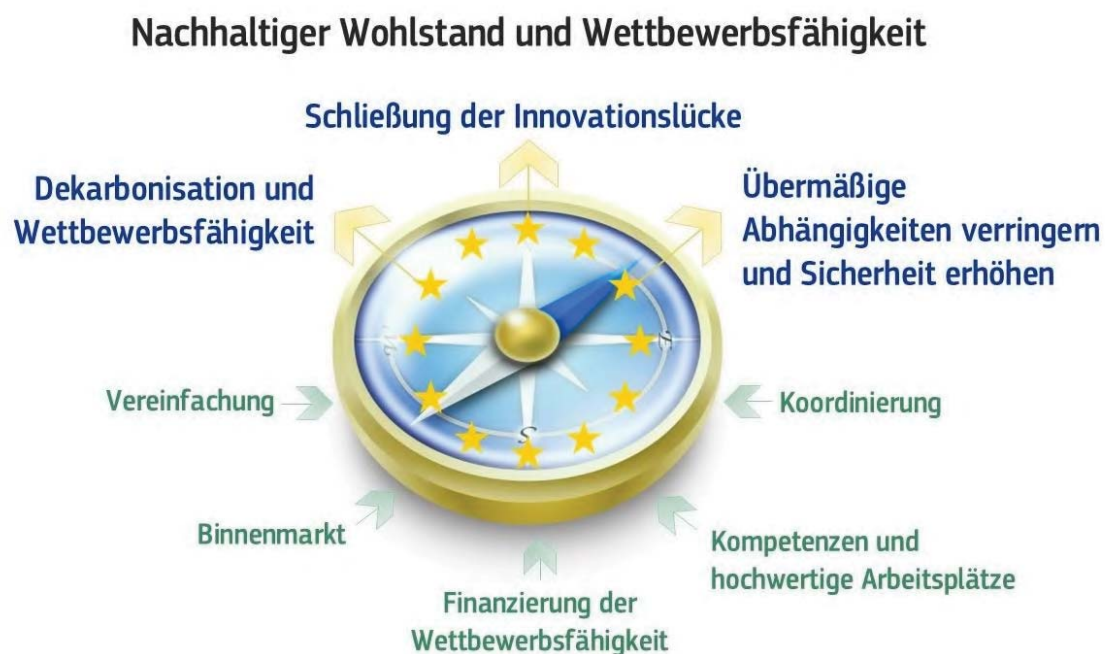 Nachhaltiger Wohlstand und Wettbewerbsfähigkeit
Schließung der Innovationslücke
Dekarbonisation und
Wettbewerbsfähigkeit
Übermäßige
Abhängigkeiten verringern
und Sicherheit erhöhen
Vereinfachung
Koordinierung
Binnenmarkt
Kompetenzen und
hochwertige Arbeitsplätze
Finanzierung der
Wettbewerbsfähigkeit
S